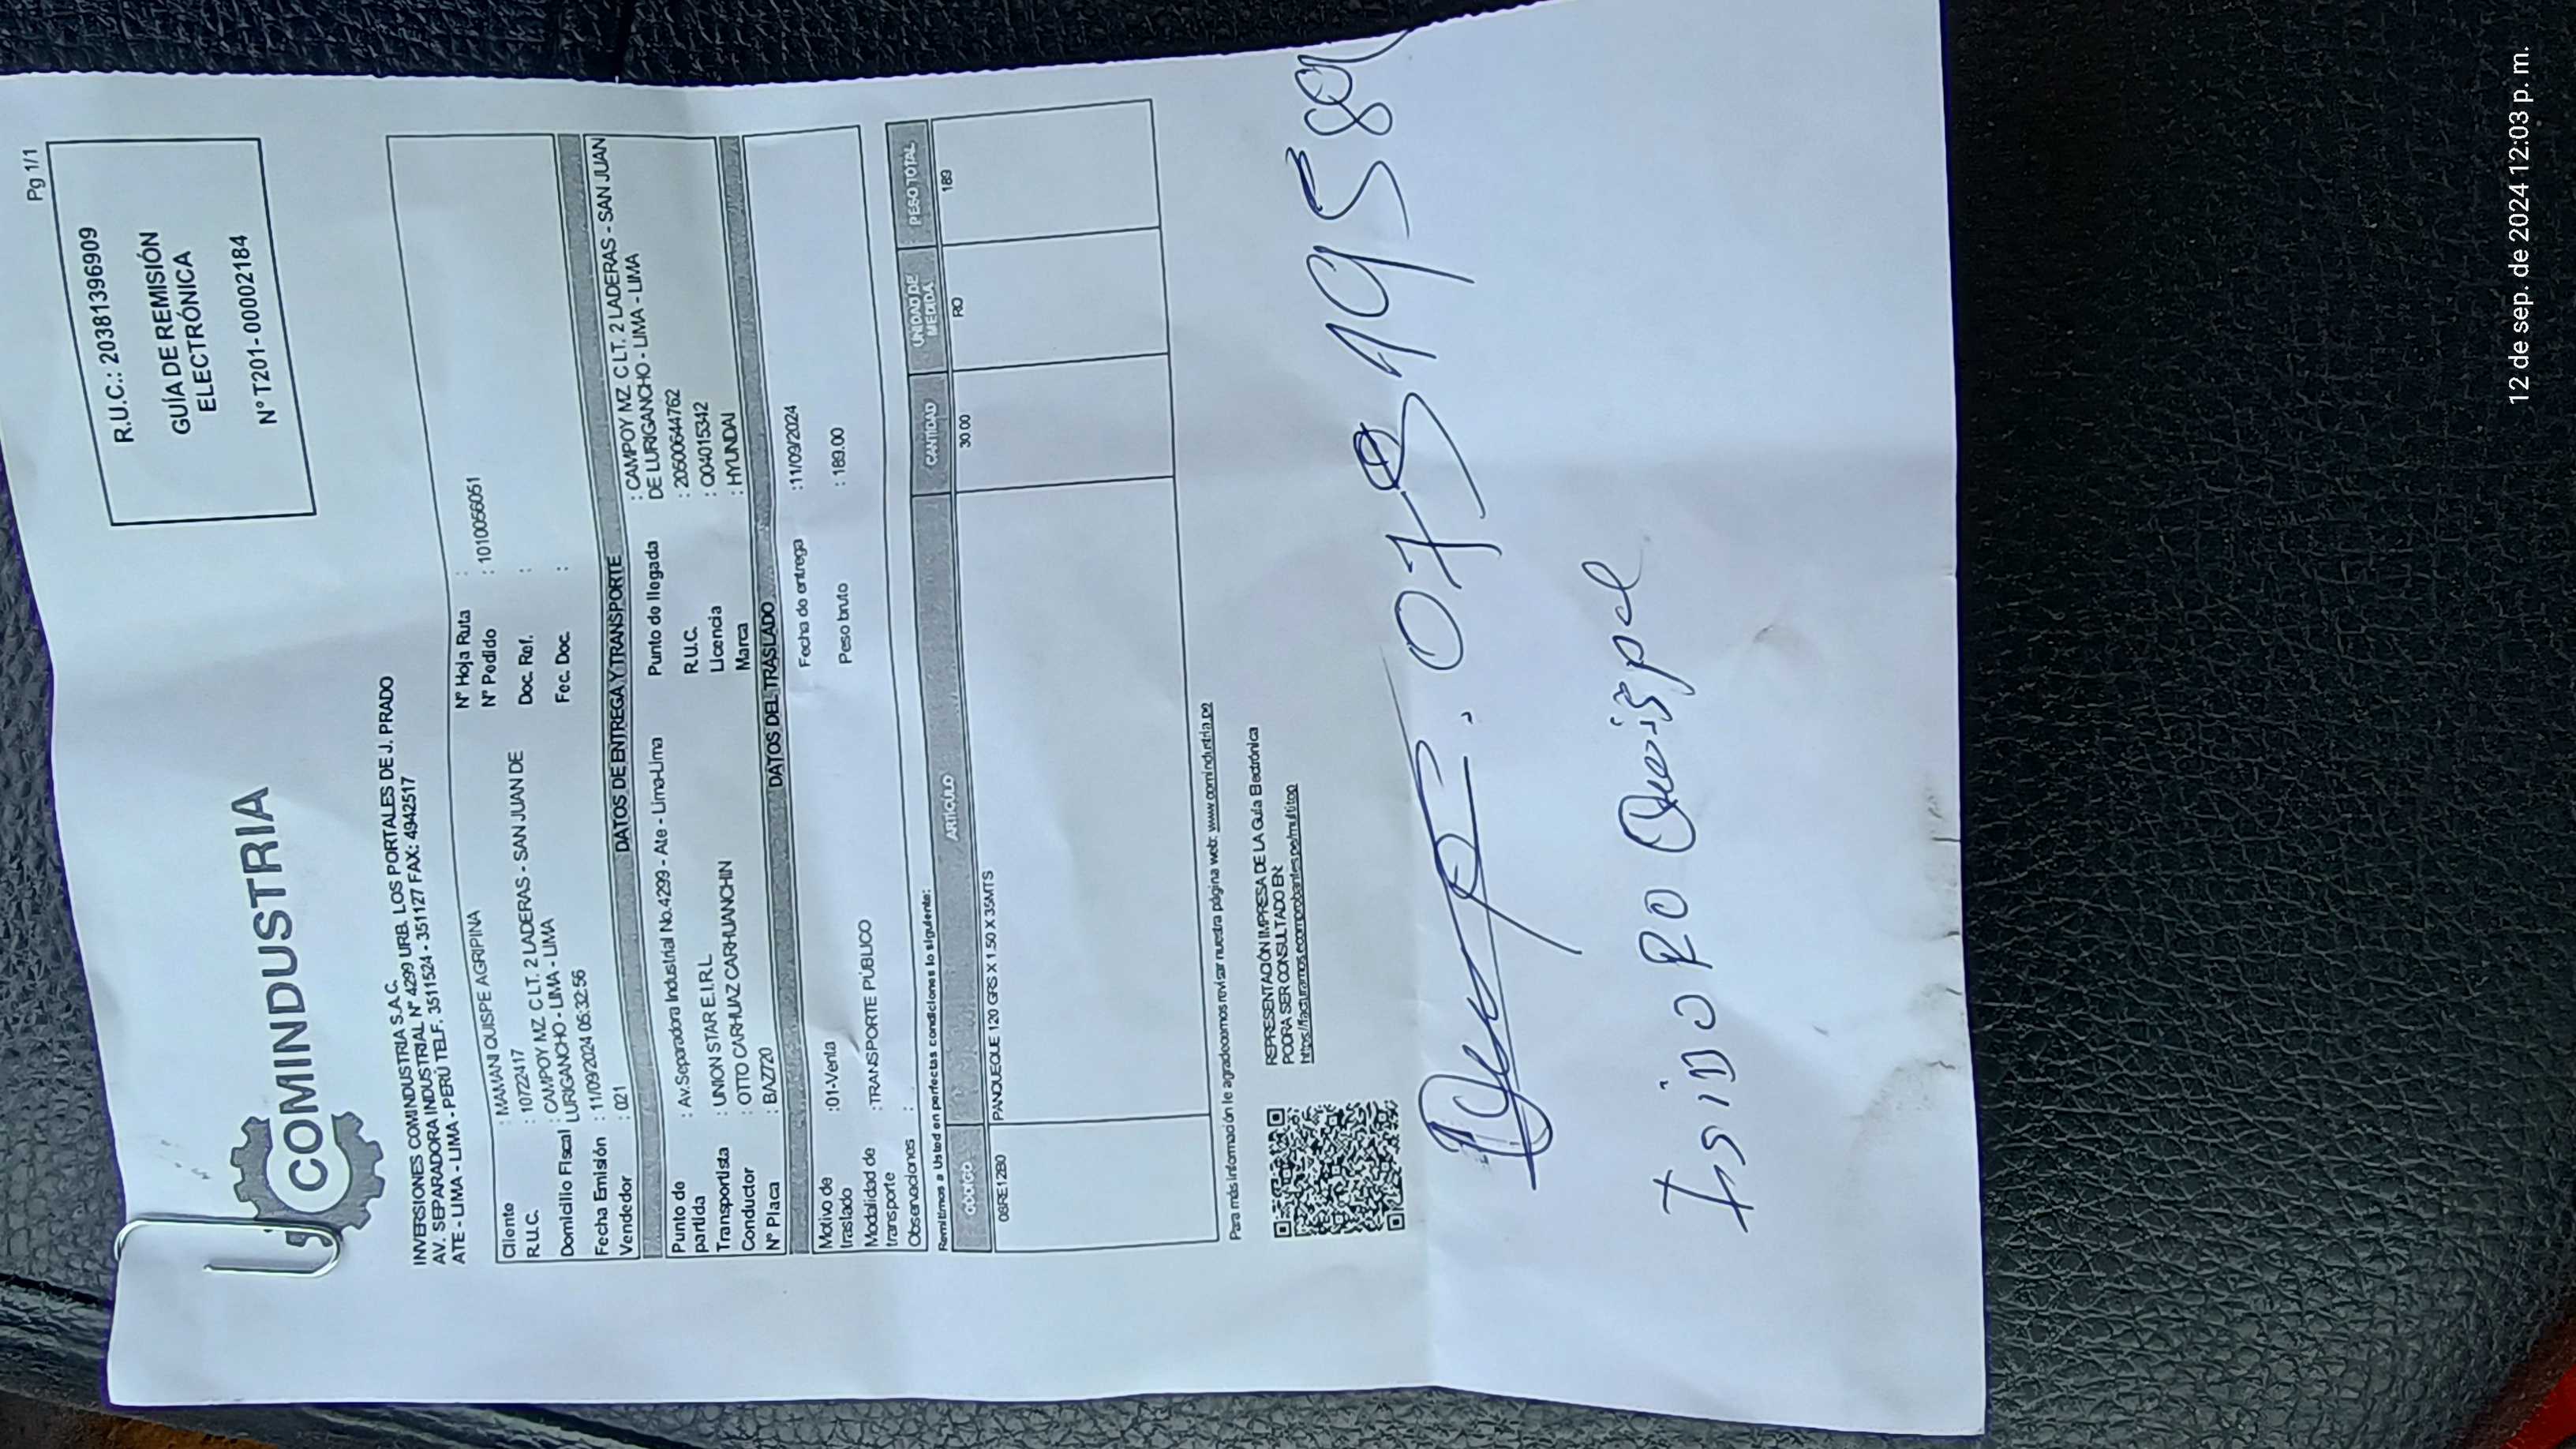 Pg 1/1
R.U.C.: 20381396909
GUÍA DE REMISIÓN
ELECTRÓNICA
N° T201-00002184
COMINDUSTRIA
INVERSIONES COMINDUSTRIA S.A.C.
AV. SEPARADORA INDUSTRIAL N° 4299 URB. LOS PORTALES DE J. PRADO
ATE - LIMA - LIMA - PERÚ TELF. 3511524 - 3511277 FAX: 4942517
Cliente : MAMANI QUISPE AGRIPINA
R.U.C. : 10722417
Domicilio Fiscal : CAMPOY MZ. C LT. 2 LADERAS - SAN JUAN DE
LURIGANCHO - LIMA - LIMA
Fecha Emisión : 11/09/2024 05:32:56
Vendedor : 021
N° Hoja Ruta :
N° Pedido : 1010056051
Doc. Ref. :
Fec. Doc. :
DATOS DE ENTREGA Y TRANSPORTE
Punto de partida : Av.Separadora Industrial No.4299 - Ate - Lima-Lima
Transportista : UNION STAR E.I.R.L.
Conductor : OTTO CARHUAZ CARHUANCHIN
N° Placa : BAZ720
Punto de llegada : CAMPOY MZ. C LT. 2 LADERAS - SAN JUAN
DE LURIGANCHO - LIMA - LIMA
R.U.C. : 20500644762
Licencia : Q04015342
Marca : HYUNDAI
DATOS DEL TRASLADO
Motivo de traslado :01-Venta
Modalidad de transporte :TRANSPORTE PÚBLICO
Observaciones :
Fecha de entrega :11/09/2024
Peso bruto : 189.00
Remitimos a Usted en perfectas condiciones lo siguiente:
CODIGO ARTICULO CANTIDAD UNIDAD DE MEDIDA PESO TOTAL
08RE12B0 PANQUEQUE 120 GRS X 1.50 X 35MTS 30.00 RO 189
Para más información le agradecemos revisar nuestra página web: www.comindustria.pe
REPRESENTACIÓN IMPRESA DE LA Guía Electrónica
PODRA SER CONSULTADO EN:
https://facturamos.ecomprobantes.pe/multitop
Isidoro Quispe
12 de sep. de 2024 12:03 p. m.